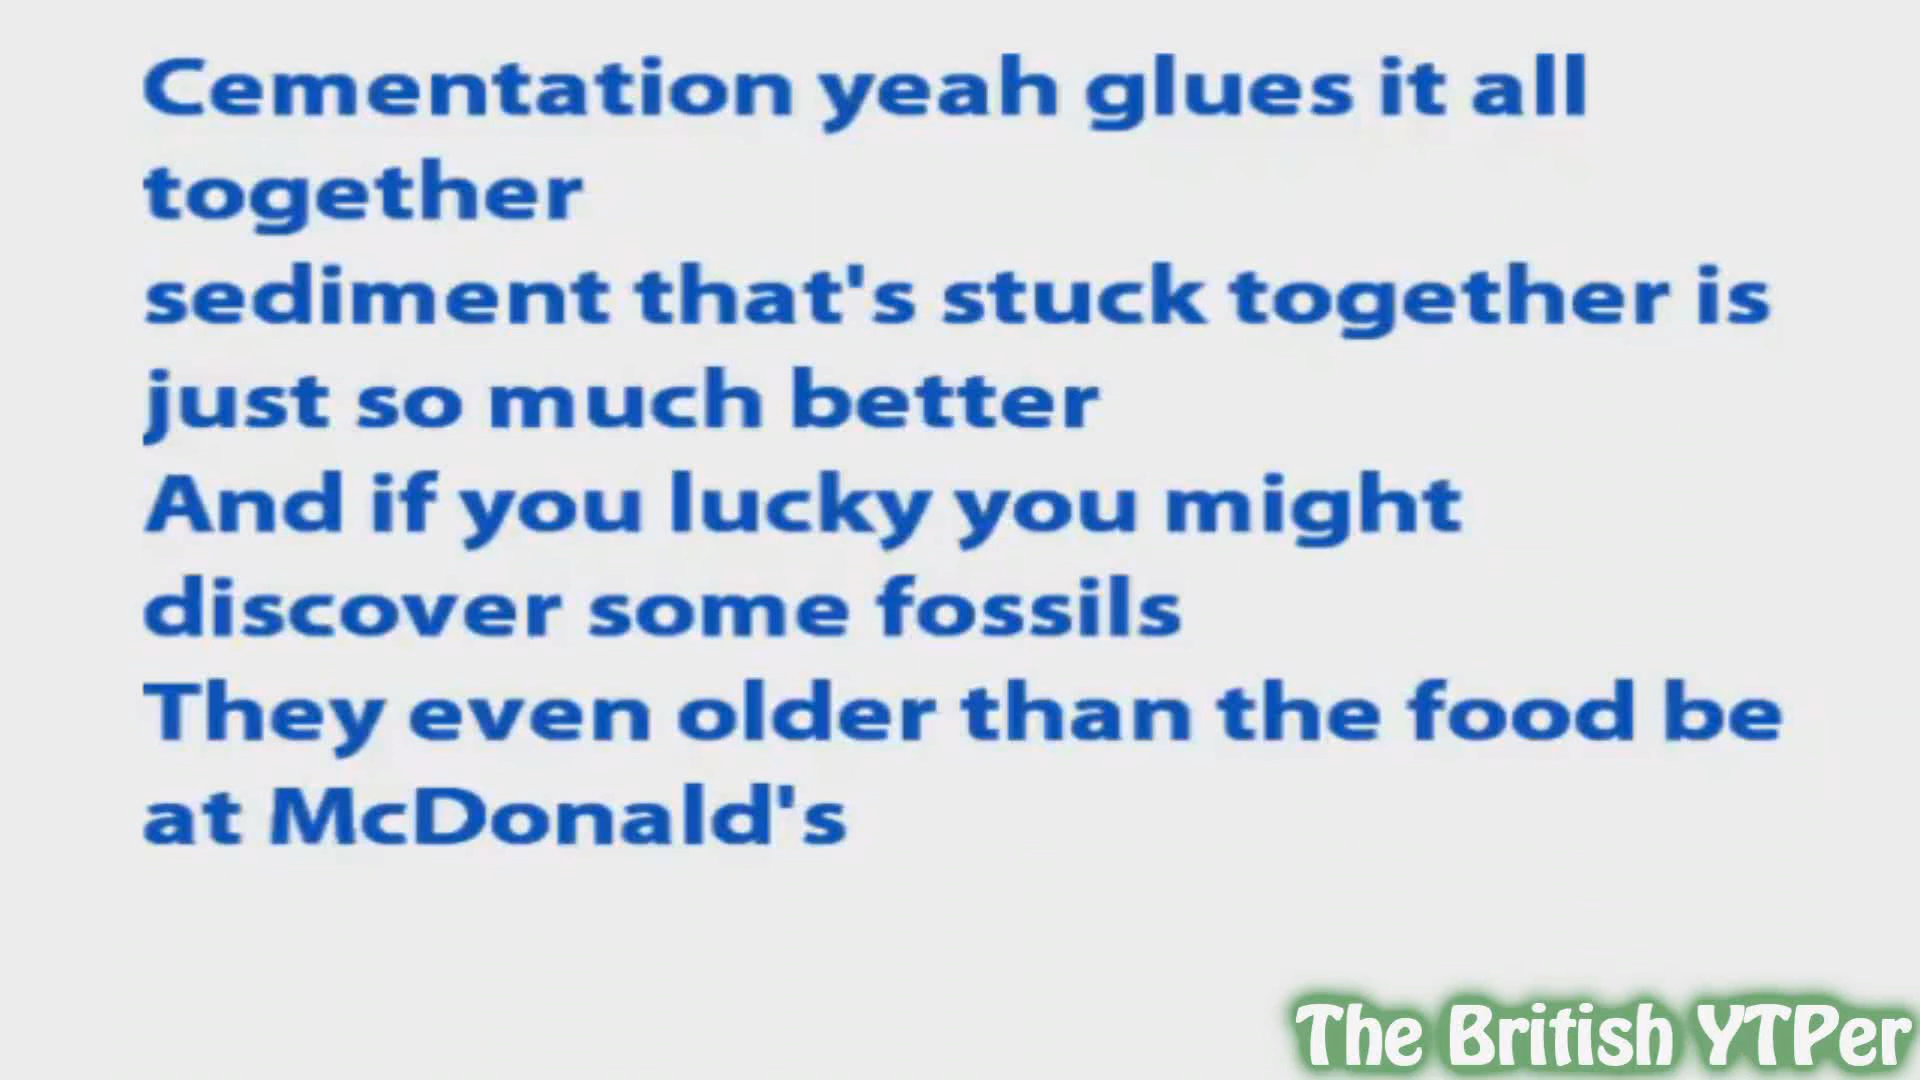 Cementation yeah glues it all
together
sediment that's stuck together is
just so much better
And if you lucky you might
discover some fossils
They even older than the food be
at McDonald's
The British YTPer